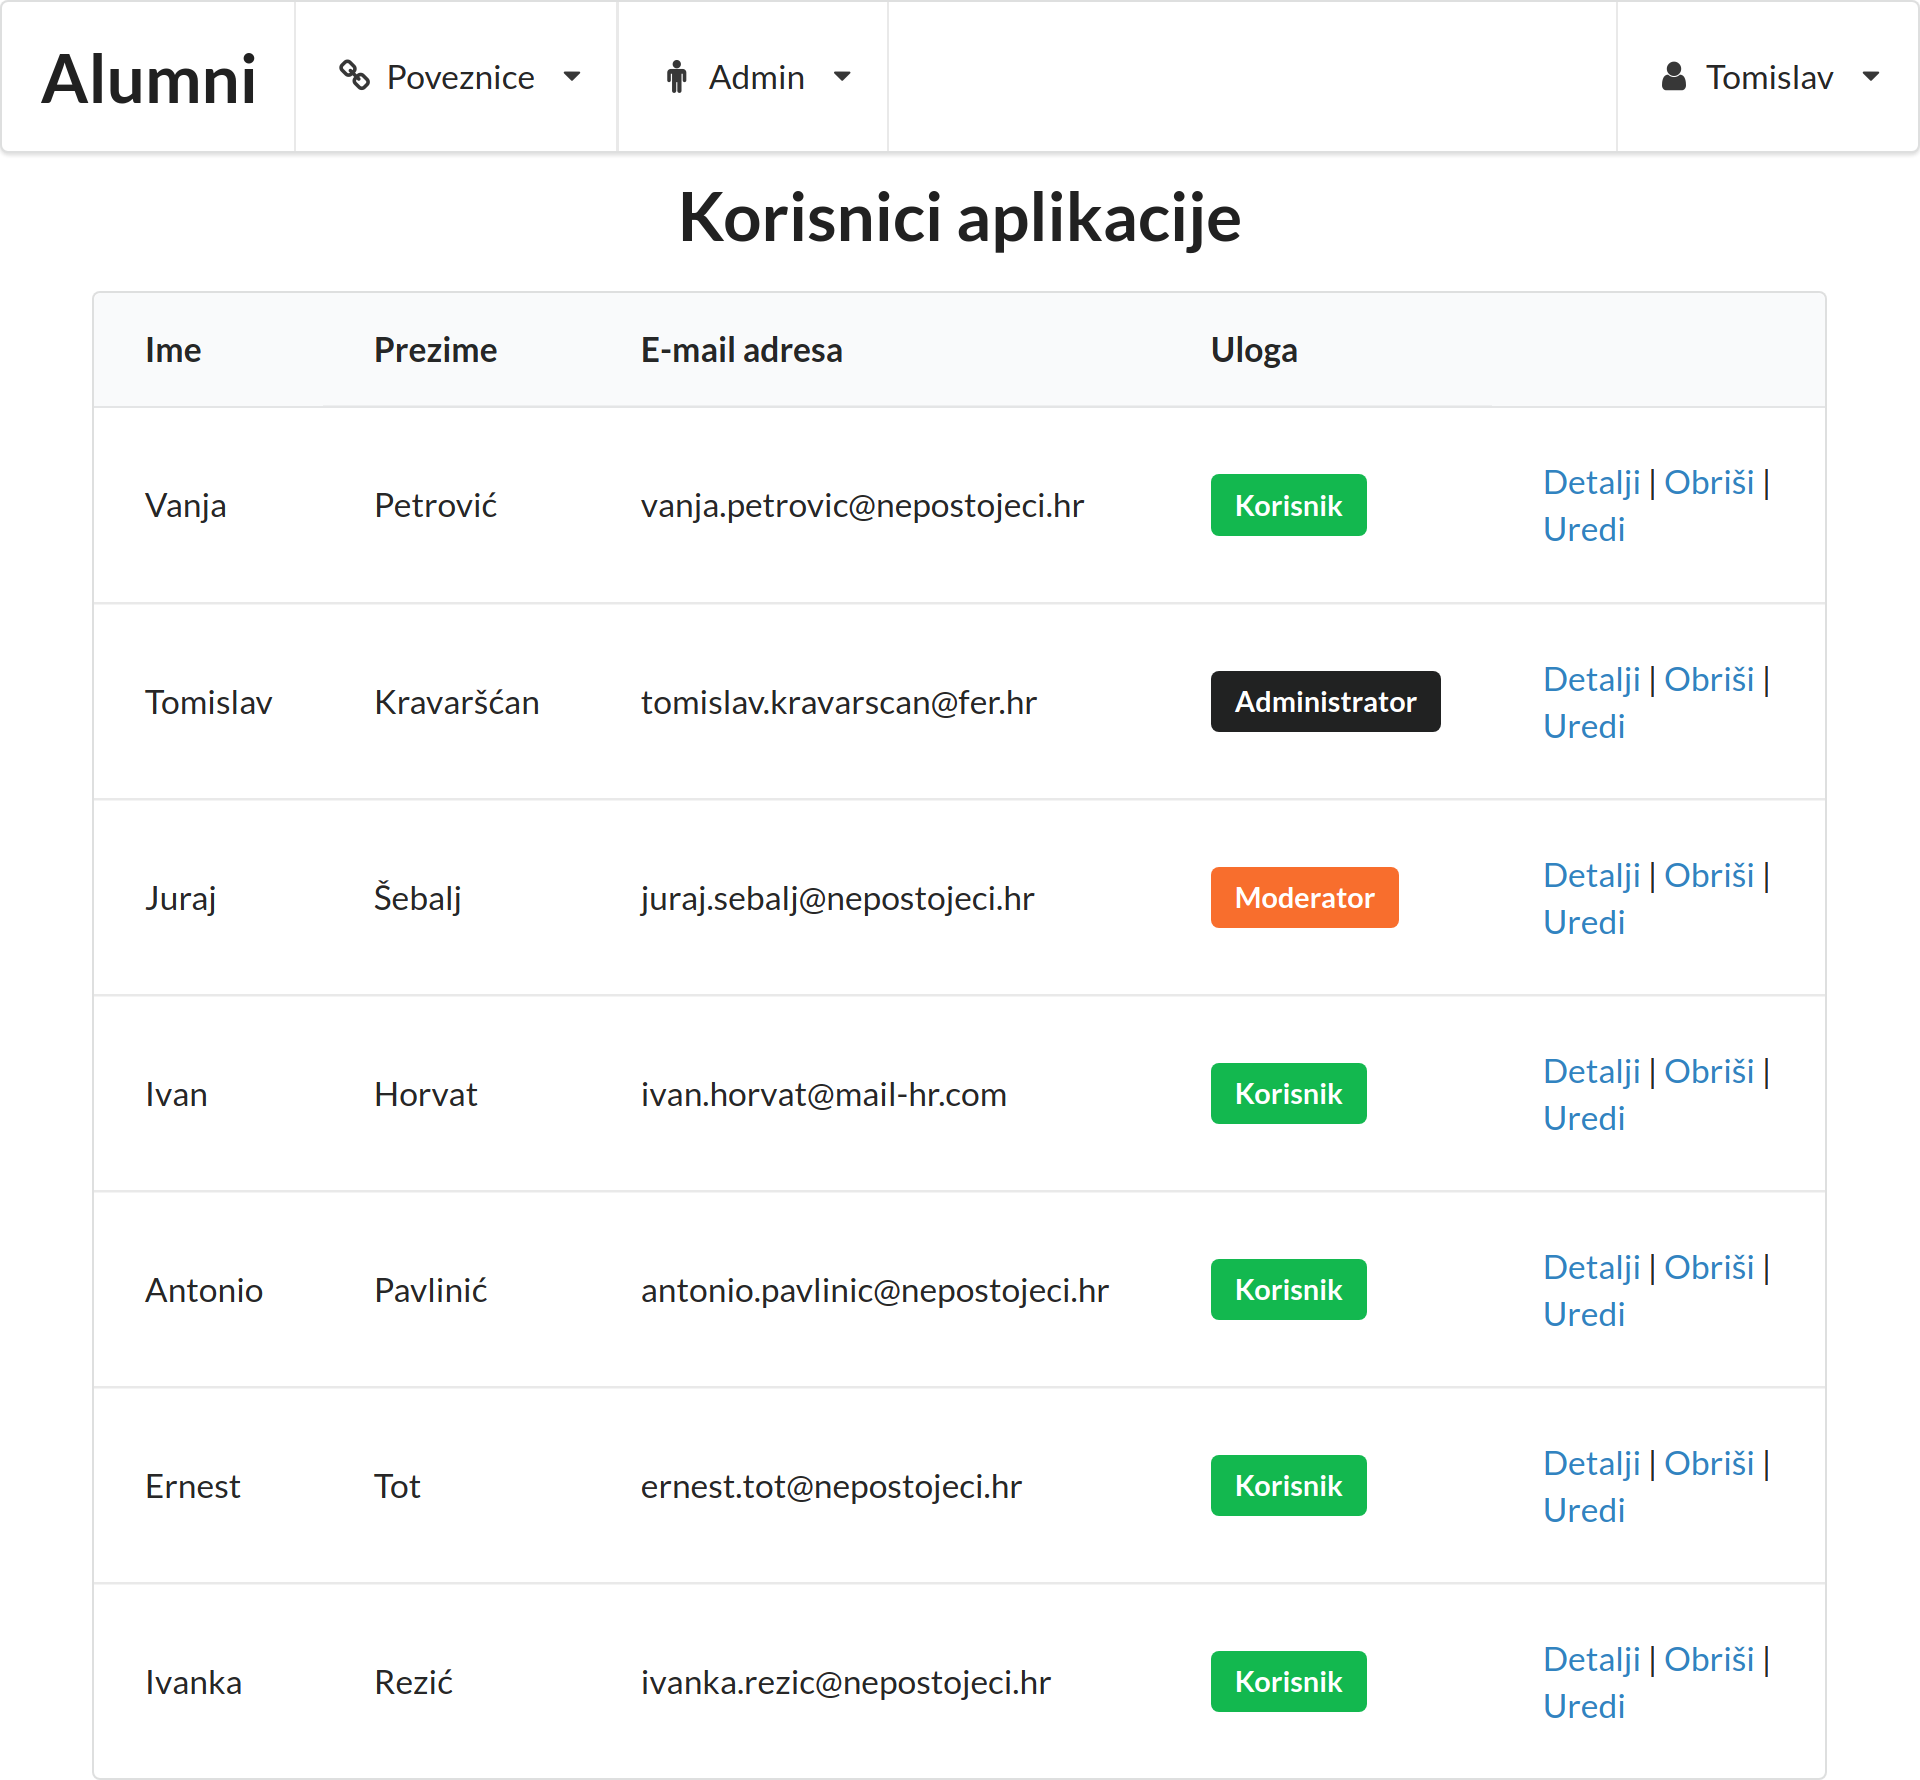 Alumni Poveznice Admin Tomislav
Korisnici aplikacije
Ime Prezime E-mail adresa Uloga
Vanja Petrović vanja.petrovic@nepostojeci.hr Korisnik Detalji | Obriši |
Uredi
Tomislav Kravaršćan tomislav.kravarscan@fer.hr Administrator Detalji | Obriši |
Uredi
Juraj Šebalj juraj.sebalj@nepostojeci.hr Moderator Detalji | Obriši |
Uredi
Ivan Horvat ivan.horvat@mail-hr.com Korisnik Detalji | Obriši |
Uredi
Antonio Pavlinić antonio.pavlinic@nepostojeci.hr Korisnik Detalji | Obriši |
Uredi
Ernest Tot ernest.tot@nepostojeci.hr Korisnik Detalji | Obriši |
Uredi
Ivanka Rezić ivanka.rezic@nepostojeci.hr Korisnik Detalji | Obriši |
Uredi